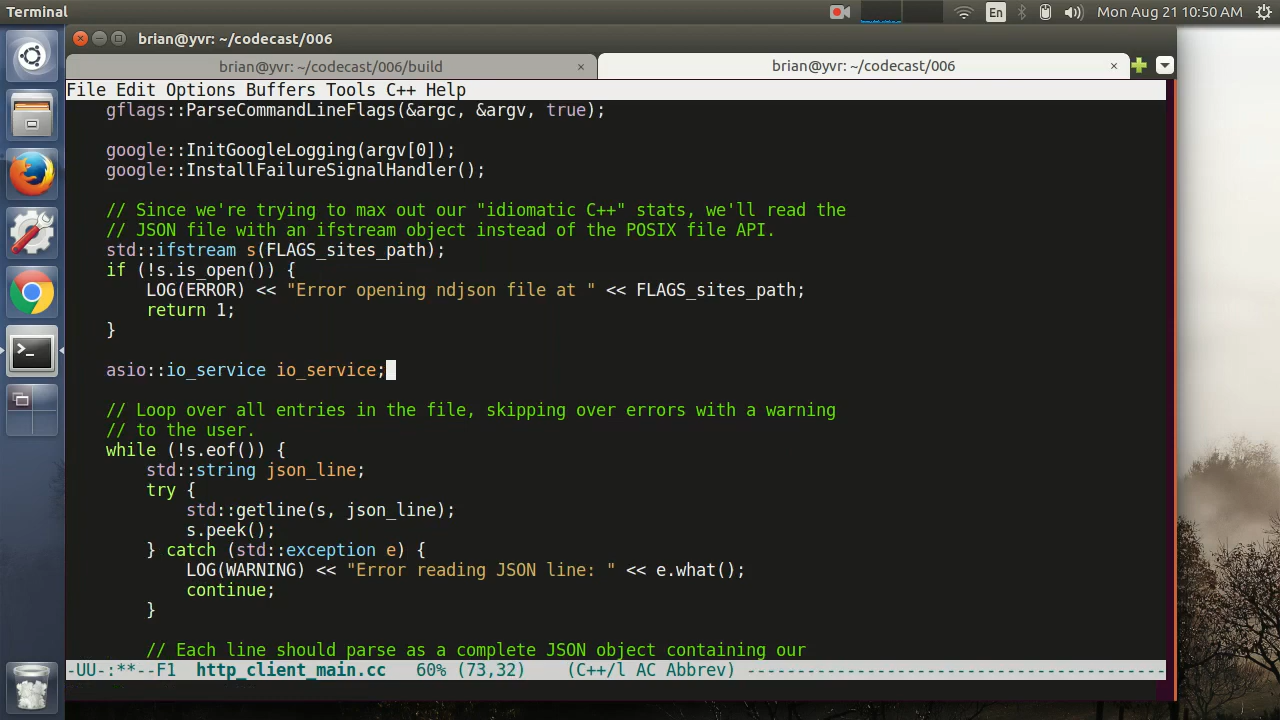 Terminal
En
Mon Aug 21 10:50 AM
brian@yvr: ~/codecast/006
brian@yvr: ~/codecast/006/build
brian@yvr: ~/codecast/006
File Edit Options Buffers Tools C++ Help
gflags::ParseCommandLineFlags(&argc, &argv, true);
google::InitGoogleLogging(argv[0]);
google::InstallFailureSignalHandler();
// Since we're trying to max out our "idiomatic C++" stats, we'll read the
// JSON file with an ifstream object instead of the POSIX file API.
std::ifstream s(FLAGS_sites_path);
if (!s.is_open()) {
LOG(ERROR) << "Error opening ndjson file at " << FLAGS_sites_path;
return 1;
}
asio::io_service io_service;
// Loop over all entries in the file, skipping over errors with a warning
// to the user.
while (!s.eof()) {
std::string json_line;
try {
std::getline(s, json_line);
s.peek();
} catch (std::exception e) {
LOG(WARNING) << "Error reading JSON line: " << e.what();
continue;
}
// Each line should parse as a complete JSON object containing our
-UU-:**--F1 http_client_main.cc 60% (73,32) (C++/l AC Abbrev) ------------------------------------------